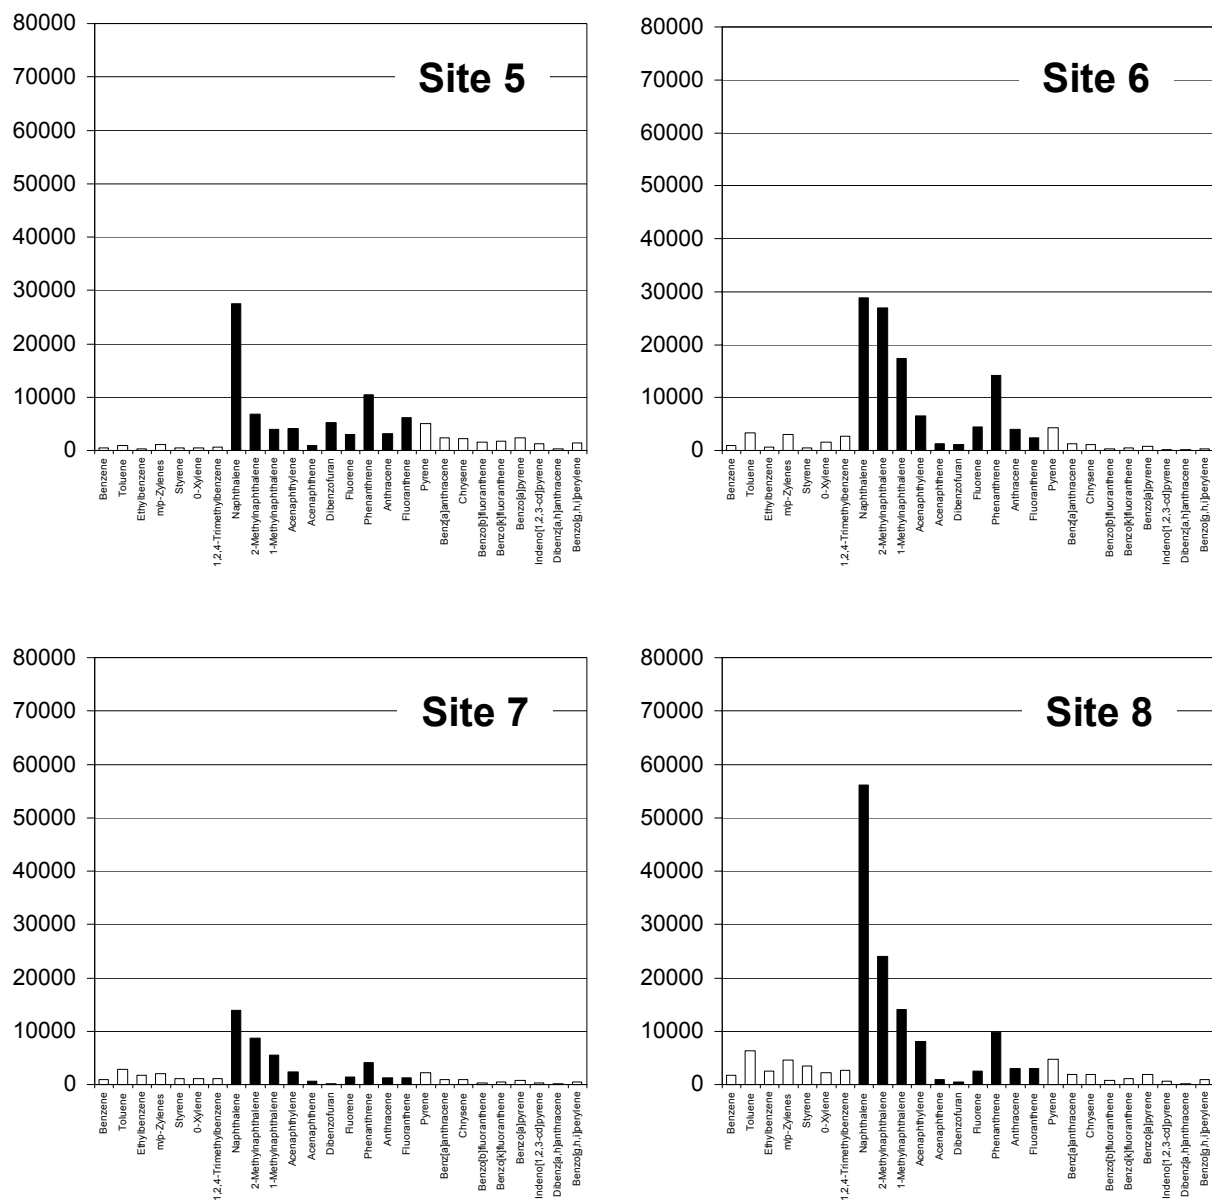 80000
70000
60000
50000
40000
30000
20000
10000
0
Site 5
Benzene
Toluene
Ethylbenzene
m/p-Zylenes
Styrene
0-Xylene
1,2,4-Trimethylbenzene
Naphthalene
2-Methylnaphthalene
1-Methylnaphthalene
Acenaphthylene
Acenaphthene
Dibenzofuran
Fluorene
Phenanthrene
Anthracene
Fluoranthene
Pyrene
Benz[a]anthracene
Chrysene
Benzo[b]fluoranthene
Benzo[k]fluoranthene
Benzo[a]pyrene
Indeno[1,2,3-cd]pyrene
Dibenz[a,h]anthracene
Benzo[g,h,i]perylene
80000
70000
60000
50000
40000
30000
20000
10000
0
Site 6
Benzene
Toluene
Ethylbenzene
m/p-Zylenes
Styrene
0-Xylene
1,2,4-Trimethylbenzene
Naphthalene
2-Methylnaphthalene
1-Methylnaphthalene
Acenaphthylene
Acenaphthene
Dibenzofuran
Fluorene
Phenanthrene
Anthracene
Fluoranthene
Pyrene
Benz[a]anthracene
Chrysene
Benzo[b]fluoranthene
Benzo[k]fluoranthene
Benzo[a]pyrene
Indeno[1,2,3-cd]pyrene
Dibenz[a,h]anthracene
Benzo[g,h,i]perylene
80000
70000
60000
50000
40000
30000
20000
10000
0
Site 7
Benzene
Toluene
Ethylbenzene
m/p-Zylenes
Styrene
0-Xylene
1,2,4-Trimethylbenzene
Naphthalene
2-Methylnaphthalene
1-Methylnaphthalene
Acenaphthylene
Acenaphthene
Dibenzofuran
Fluorene
Phenanthrene
Anthracene
Fluoranthene
Pyrene
Benz[a]anthracene
Chrysene
Benzo[b]fluoranthene
Benzo[k]fluoranthene
Benzo[a]pyrene
Indeno[1,2,3-cd]pyrene
Dibenz[a,h]anthracene
Benzo[g,h,i]perylene
80000
70000
60000
50000
40000
30000
20000
10000
0
Site 8
Benzene
Toluene
Ethylbenzene
m/p-Zylenes
Styrene
0-Xylene
1,2,4-Trimethylbenzene
Naphthalene
2-Methylnaphthalene
1-Methylnaphthalene
Acenaphthylene
Acenaphthene
Dibenzofuran
Fluorene
Phenanthrene
Anthracene
Fluoranthene
Pyrene
Benz[a]anthracene
Chrysene
Benzo[b]fluoranthene
Benzo[k]fluoranthene
Benzo[a]pyrene
Indeno[1,2,3-cd]pyrene
Dibenz[a,h]anthracene
Benzo[g,h,i]perylene